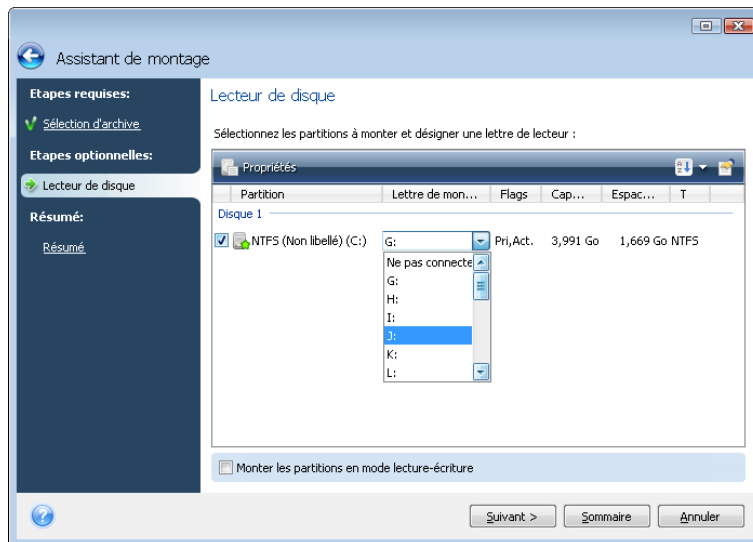 Assistant de montage
Etapes requises:
Sélection d'archive
Etapes optionnelles:
Lecteur de disque
Résumé:
Résumé
Lecteur de disque
Sélectionnez les partitions à monter et désigner une lettre de lecteur :
Propriétés
Partition Lettre de mon... Flags Cap... Espac... T
Disque 1
NTFS (Non libellé) (C:) G: Pri,Act. 3,991 Go 1,669 Go NTFS
Ne pas connecte
G:
H:
I:
J:
K:
L:
Monter les partitions en mode lecture-écriture
Suivant > Sommaire Annuler